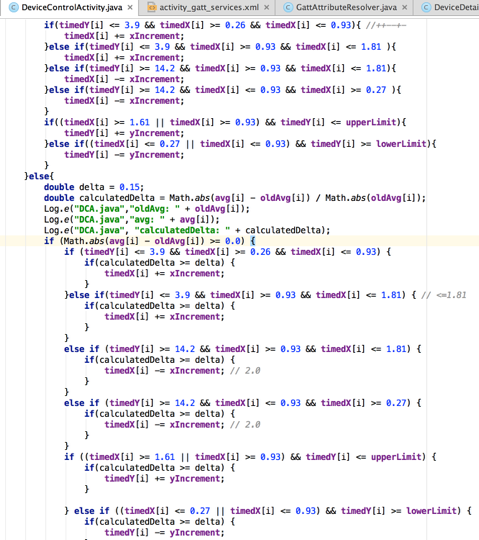 DeviceControlActivity.java × activity_gatt_services.xml × GattAttributeResolver.java × DeviceDetai
if(timedY[i] <= 3.9 && timedX[i] >= 0.26 && timedX[i] <= 0.93){ //++--+-
timedX[i] += xIncrement;
}else if(timedY[i] <= 3.9 && timedX[i] >= 0.93 && timedX[i] <= 1.81 ){
timedX[i] += xIncrement;
}else if(timedY[i] >= 14.2 && timedX[i] >= 0.93 && timedX[i] <= 1.81){
timedX[i] -= xIncrement;
}else if(timedY[i] >= 14.2 && timedX[i] <= 0.93 && timedX[i] >= 0.27 ){
timedX[i] -= xIncrement;
}
if((timedX[i] >= 1.61 || timedX[i] >= 0.93) && timedY[i] <= upperLimit){
timedY[i] += yIncrement;
}else if((timedX[i] <= 0.27 || timedX[i] <= 0.93) && timedY[i] >= lowerLimit){
timedY[i] -= yIncrement;
}
}else{
double delta = 0.15;
double calculatedDelta = Math.abs(avg[i] - oldAvg[i]) / Math.abs(oldAvg[i]);
Log.e("DCA.java","oldAvg: " + oldAvg[i]);
Log.e("DCA.java","avg: " + avg[i]);
Log.e("DCA.java", "calculatedDelta: " + calculatedDelta);
if (Math.abs(avg[i] - oldAvg[i]) >= 0.0) {
if (timedY[i] <= 3.9 && timedX[i] >= 0.26 && timedX[i] <= 0.93) {
if(calculatedDelta >= delta) {
timedX[i] += xIncrement;
}
}else if(timedY[i] <= 3.9 && timedX[i] >= 0.93 && timedX[i] <= 1.81) { // <=1.81
if(calculatedDelta >= delta) {
timedX[i] += xIncrement;
}
}
else if (timedY[i] >= 14.2 && timedX[i] >= 0.93 && timedX[i] <= 1.81) {
if(calculatedDelta >= delta) {
timedX[i] -= xIncrement; // 2.0
}
}
else if (timedY[i] >= 14.2 && timedX[i] <= 0.93 && timedX[i] >= 0.27) {
if(calculatedDelta >= delta) {
timedX[i] -= xIncrement; // 2.0
}
}
if ((timedX[i] >= 1.61 || timedX[i] >= 0.93) && timedY[i] <= upperLimit) {
if(calculatedDelta >= delta) {
timedY[i] += yIncrement;
}
} else if ((timedX[i] <= 0.27 || timedX[i] <= 0.93) && timedY[i] >= lowerLimit) {
if(calculatedDelta >= delta) {
timedY[i] -= yIncrement;